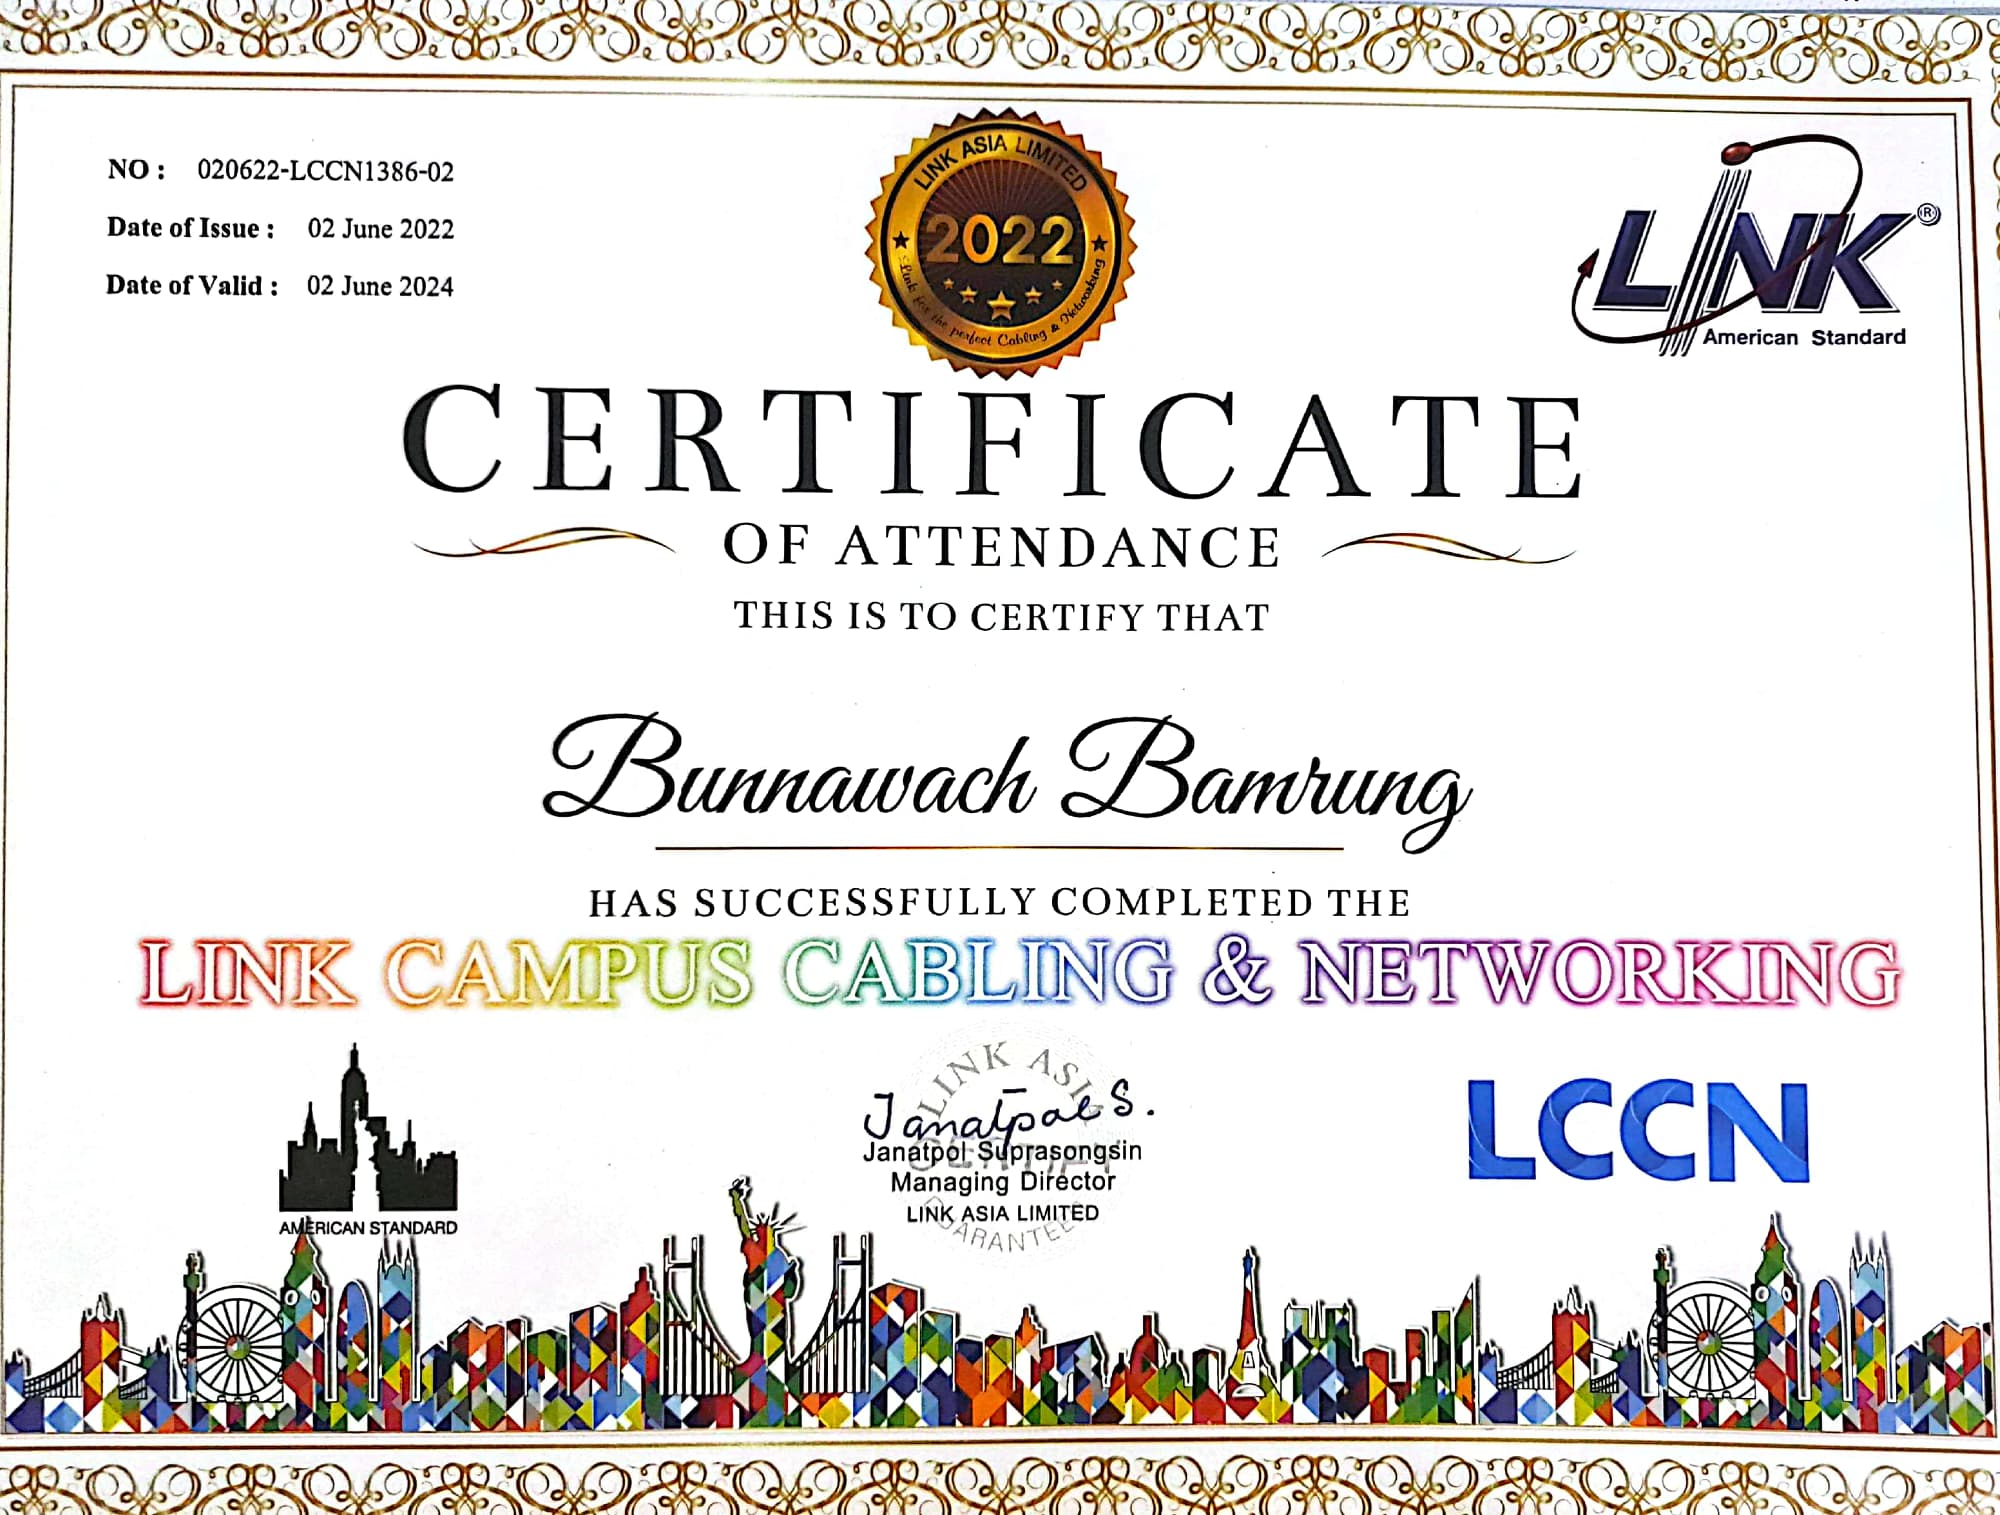 NO : 020622-LCCN1386-02
Date of Issue : 02 June 2022
Date of Valid : 02 June 2024
LINK ASIA LIMITED
2022
Link for the perfect Cabling & Networking
LINK®
American Standard
CERTIFICATE
OF ATTENDANCE
THIS IS TO CERTIFY THAT
Bunnawach Bamrung
HAS SUCCESSFULLY COMPLETED THE
LINK CAMPUS CABLING & NETWORKING
AMERICAN STANDARD
LINK ASIA
CERTIFY
GUARANTEE
Janatpol S.
Janatpol Suprasongsin
Managing Director
LINK ASIA LIMITED
LCCN